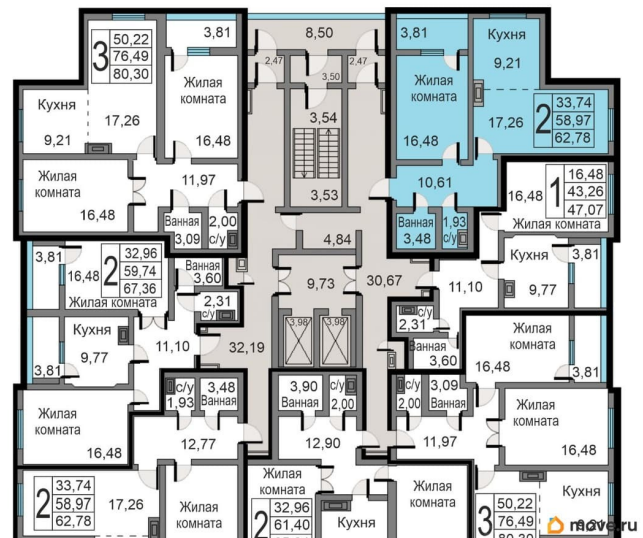 3
50,22
76,49
80,30
3,81
8,50
3,81
Кухня
9,21
2,47
3,50
2,47
Жилая
комната
16,48
Кухня
9,21
17,26
3,54
Жилая
комната
16,48
17,26
2
33,74
58,97
62,78
Жилая
комната
16,48
11,97
Ванная
3,09
2,00
с/у
3,53
4,84
10,61
Ванная
3,48
1,93
с/у
16,48
1
16,48
43,26
47,07
Жилая комната
3,81
16,48
2
32,96
59,74
67,36
Жилая комната
Ванная
3,60
2,31
с/у
9,73
30,67
11,10
Кухня
9,77
3,81
3,81
Кухня
9,77
11,10
32,19
3,98
3,98
2,31
с/у
Ванная
3,60
16,48
3,81
Жилая
комната
16,48
с/у
1,93
3,48
Ванная
3,90
Ванная
с/у
2,00
с/у
2,00
3,09
Ванная
Жилая
комната
16,48
12,77
12,90
11,97
2
33,74
58,97
62,78
17,26
Жилая
комната
Жилая
комната
2
32,96
61,40
Кухня
Жилая
комната
3
50,22
76,49
80,30
Кухня
9,21
move.ru